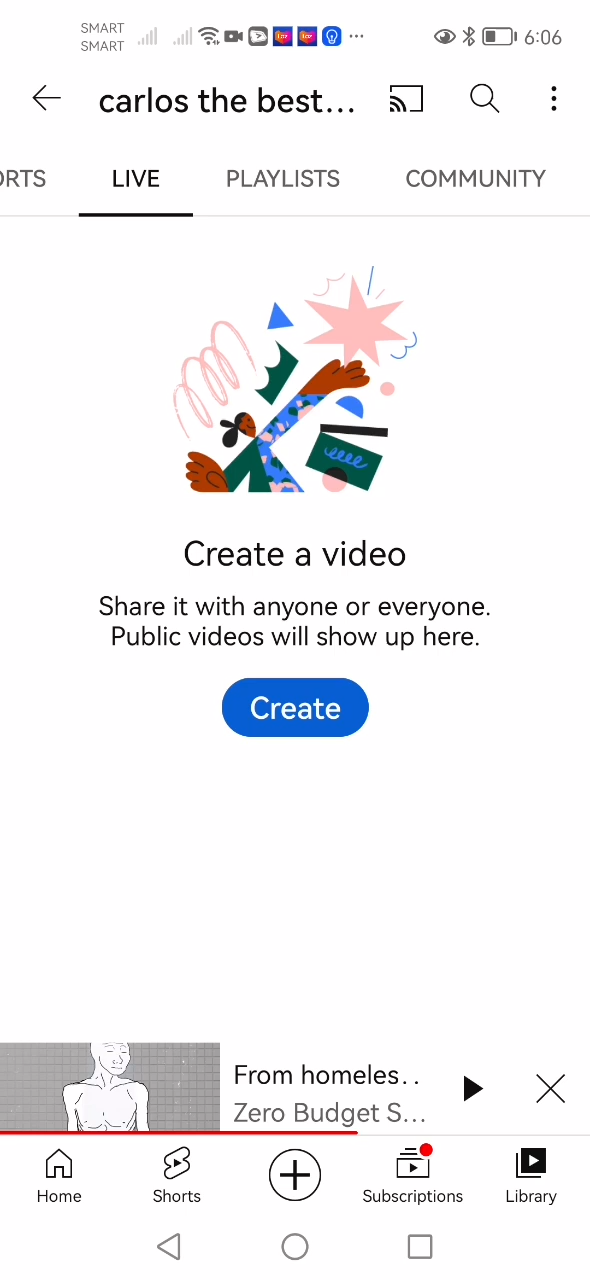 SMART
SMART
6:06
carlos the best...
ORTS LIVE PLAYLISTS COMMUNITY
Create a video
Share it with anyone or everyone.
Public videos will show up here.
Create
From homeles..
Zero Budget S...
Home Shorts Subscriptions Library